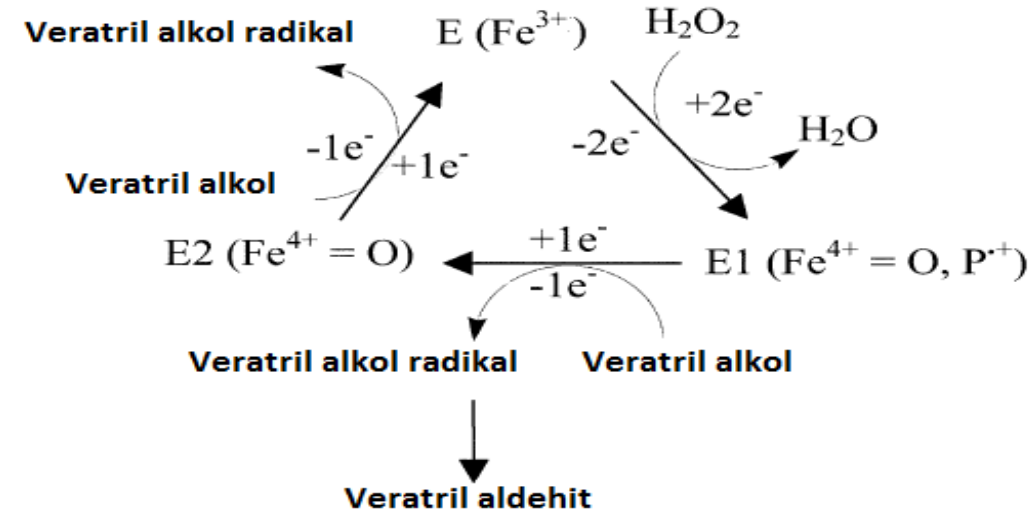 Veratril alkol radikal
E (Fe³⁺)
H₂O₂
+2e⁻
-2e⁻
H₂O
-1e⁻
+1e⁻
Veratril alkol
E2 (Fe⁴⁺ = O)
+1e⁻
-1e⁻
E1 (Fe⁴⁺ = O, P·⁺)
Veratril alkol radikal
Veratril alkol
Veratril aldehit